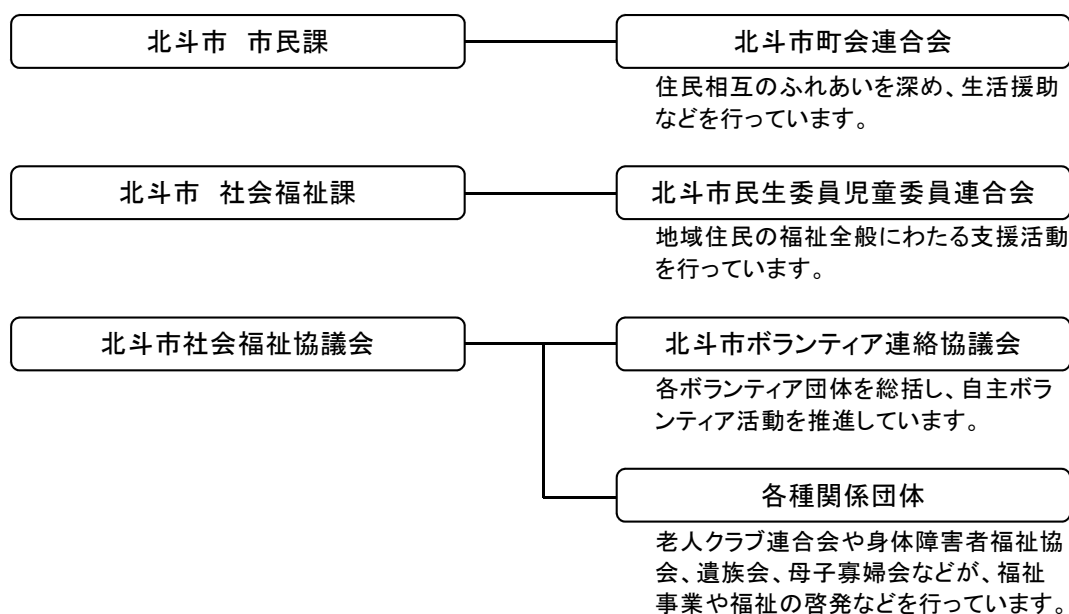 北斗市　市民課
北斗市町会連合会
住民相互のふれあいを深め、生活援助
などを行っています。
北斗市　社会福祉課
北斗市民生委員児童委員連合会
地域住民の福祉全般にわたる支援活動
を行っています。
北斗市社会福祉協議会
北斗市ボランティア連絡協議会
各ボランティア団体を総括し、自主ボラ
ンティア活動を推進しています。
各種関係団体
老人クラブ連合会や身体障害者福祉協
会、遺族会、母子寡婦会などが、福祉
事業や福祉の啓発などを行っています。